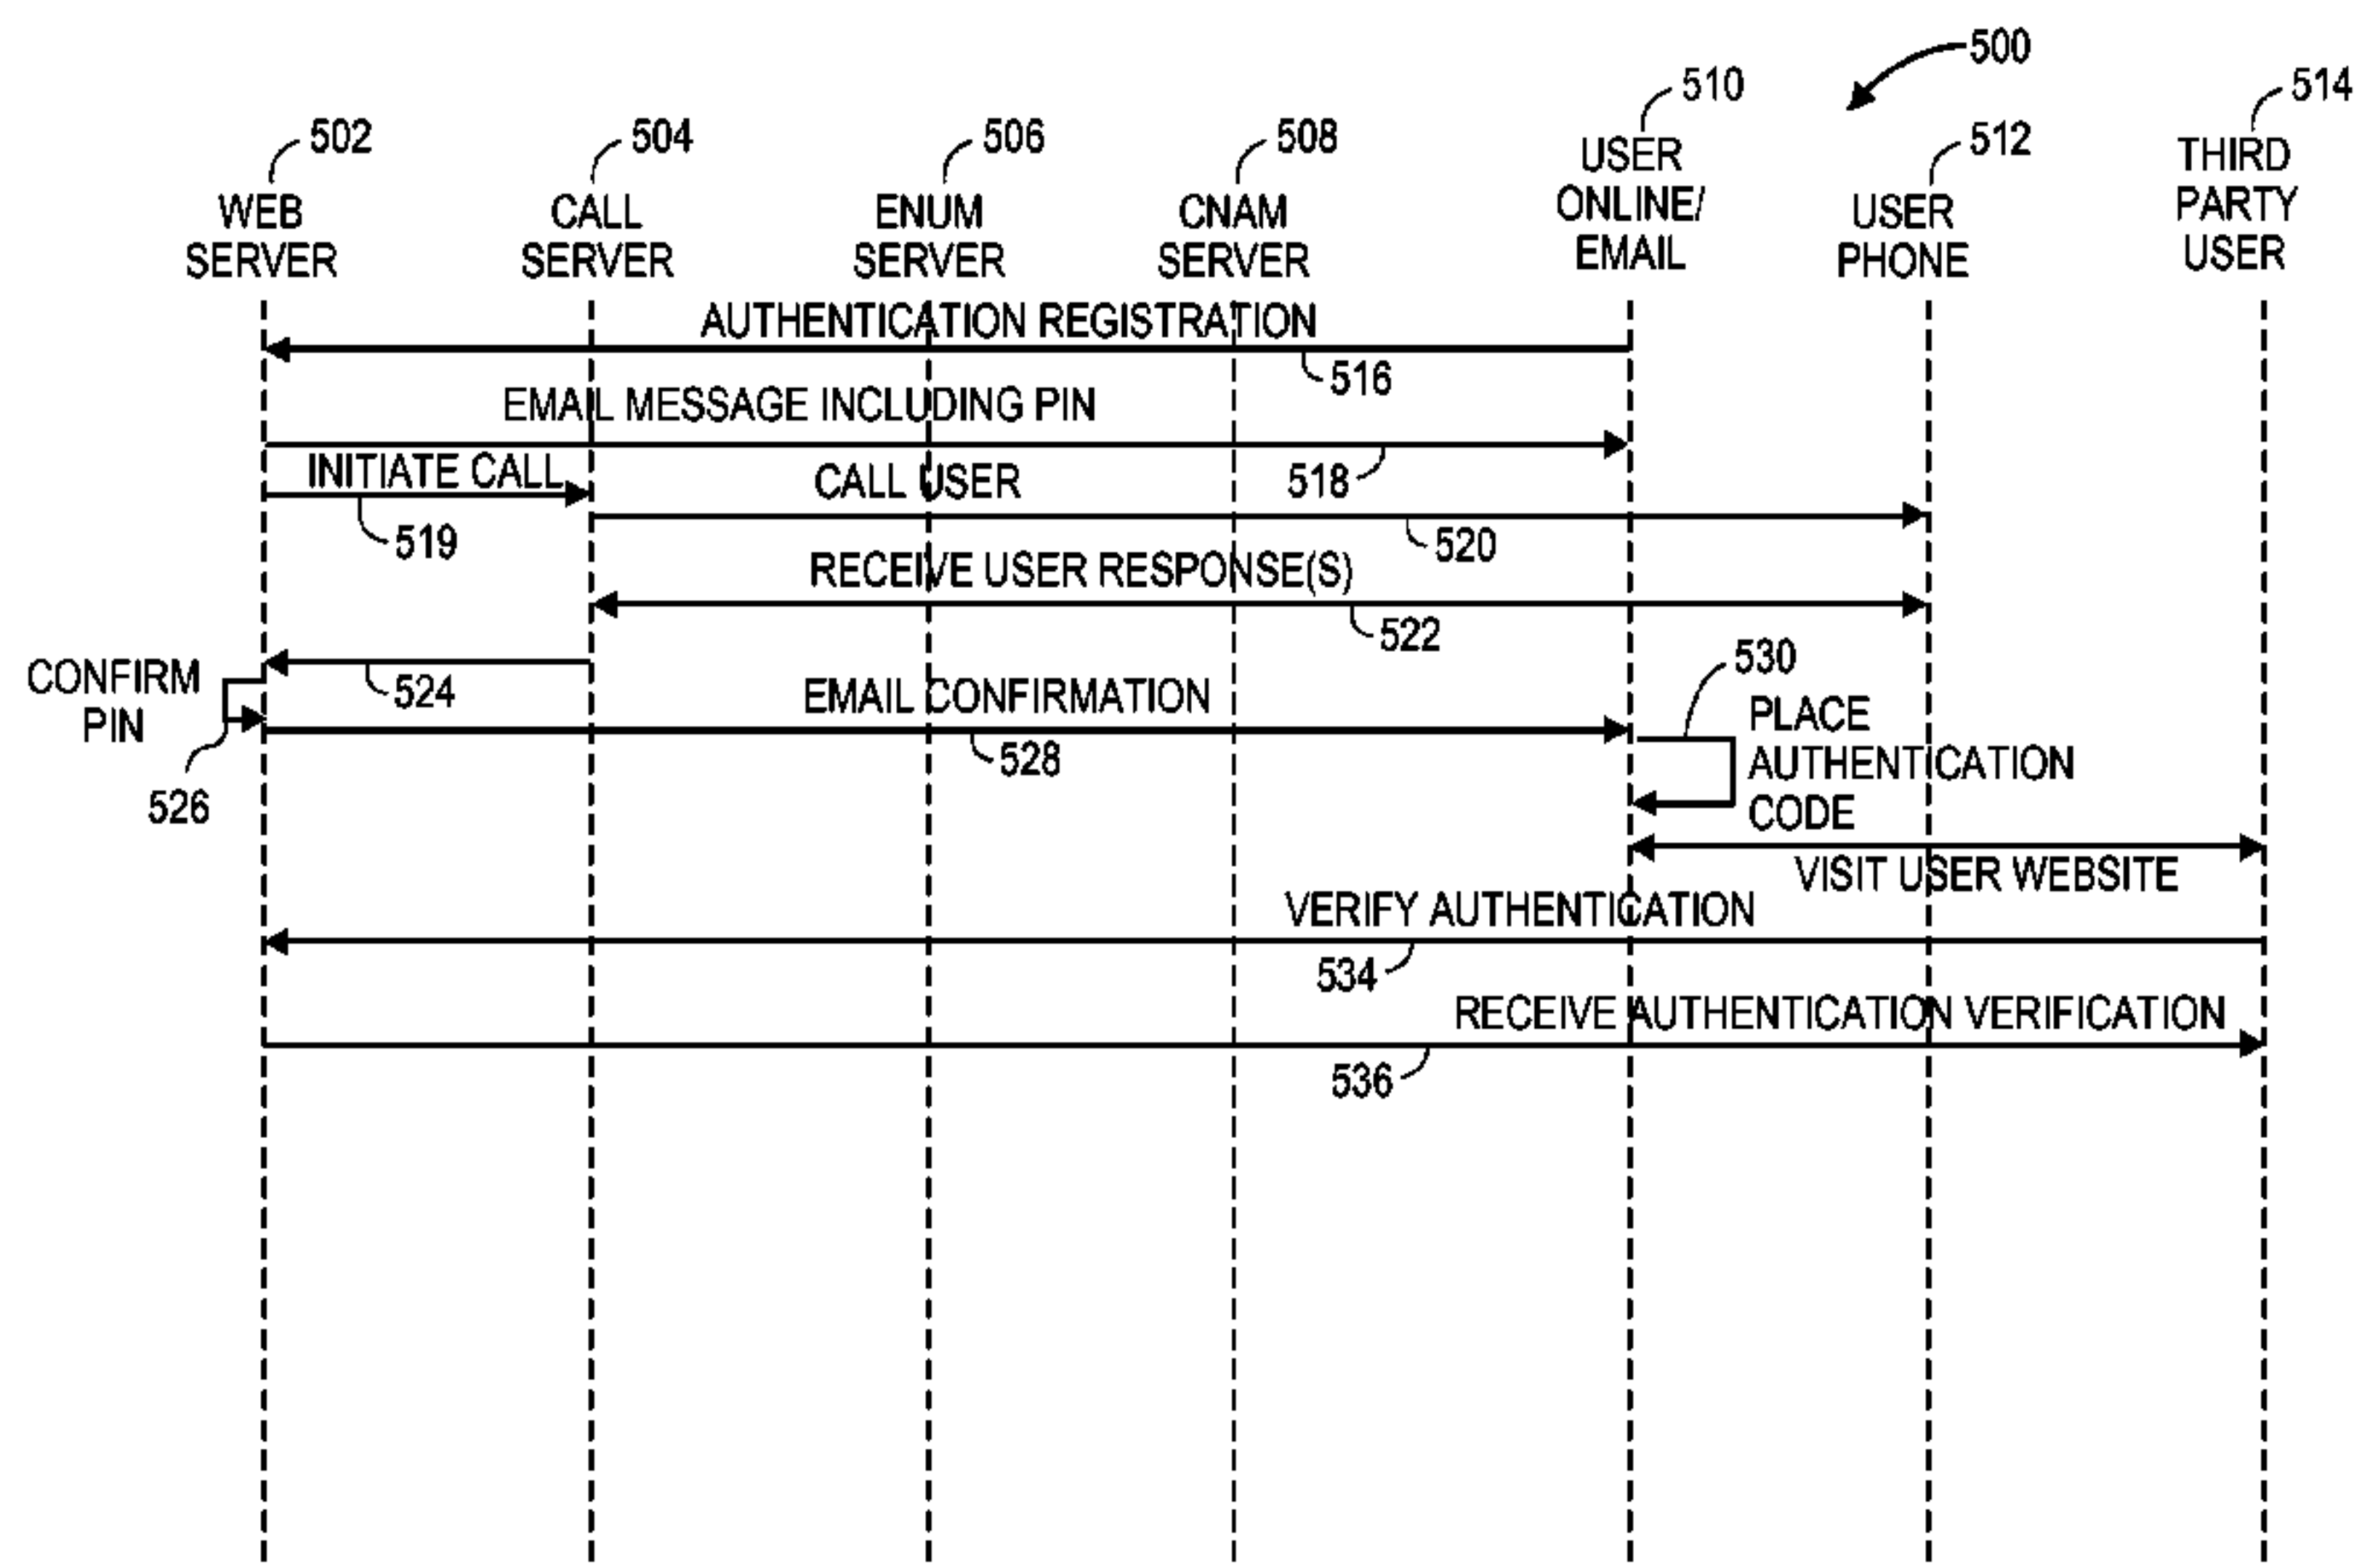 500
502
504
506
508
510
512
514
WEB
SERVER
CALL
SERVER
ENUM
SERVER
CNAM
SERVER
USER
ONLINE/
EMAIL
USER
PHONE
THIRD
PARTY
USER
AUTHENTICATION REGISTRATION
516
EMAIL MESSAGE INCLUDING PIN
518
INITIATE CALL
519
CALL USER
520
RECEIVE USER RESPONSE(S)
522
524
CONFIRM
PIN
526
EMAIL CONFIRMATION
528
530
PLACE
AUTHENTICATION
CODE
VISIT USER WEBSITE
VERIFY AUTHENTICATION
534
RECEIVE AUTHENTICATION VERIFICATION
536